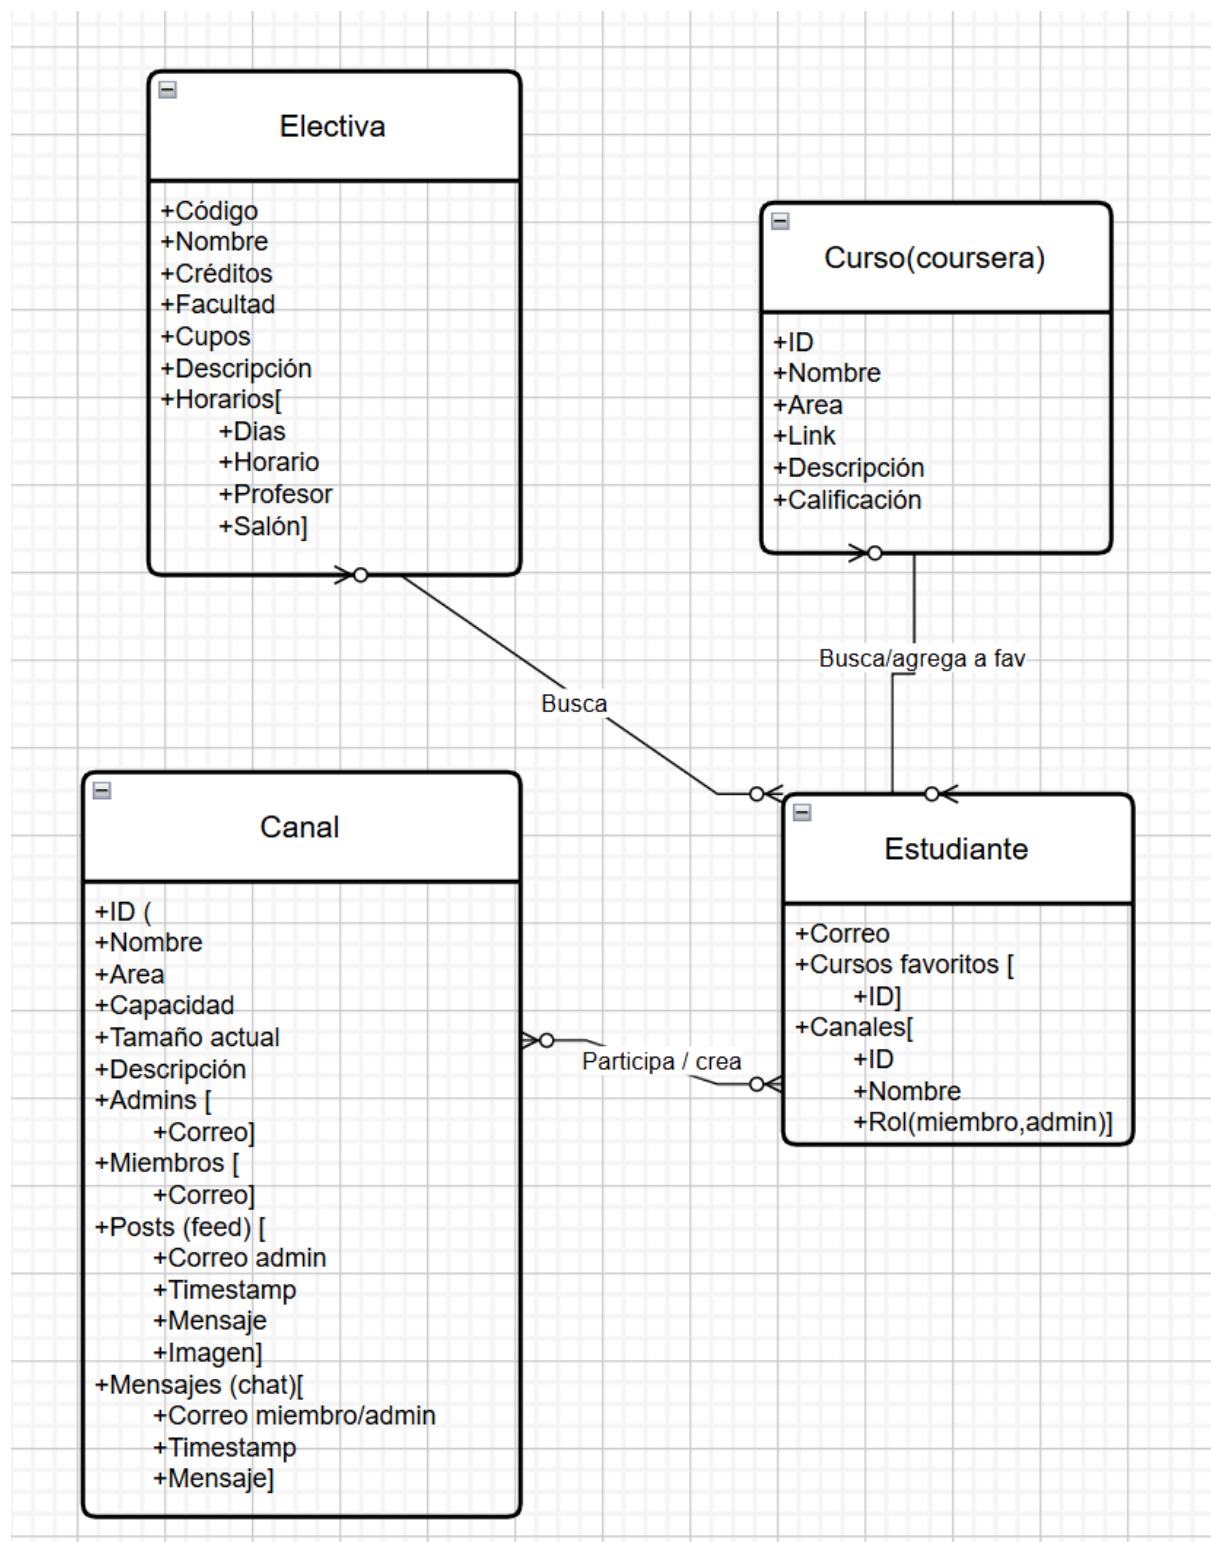 Electiva
+Código
+Nombre
+Créditos
+Facultad
+Cupos
+Descripción
+Horarios[
+Dias
+Horario
+Profesor
+Salón]
Curso(coursera)
+ID
+Nombre
+Area
+Link
+Descripción
+Calificación
Busca/agrega a fav
Busca
Canal
+ID (
+Nombre
+Area
+Capacidad
+Tamaño actual
+Descripción
+Admins [
+Correo]
+Miembros [
+Correo]
+Posts (feed) [
+Correo admin
+Timestamp
+Mensaje
+Imagen]
+Mensajes (chat)[
+Correo miembro/admin
+Timestamp
+Mensaje]
Participa / crea
Estudiante
+Correo
+Cursos favoritos [
+ID]
+Canales[
+ID
+Nombre
+Rol(miembro,admin)]